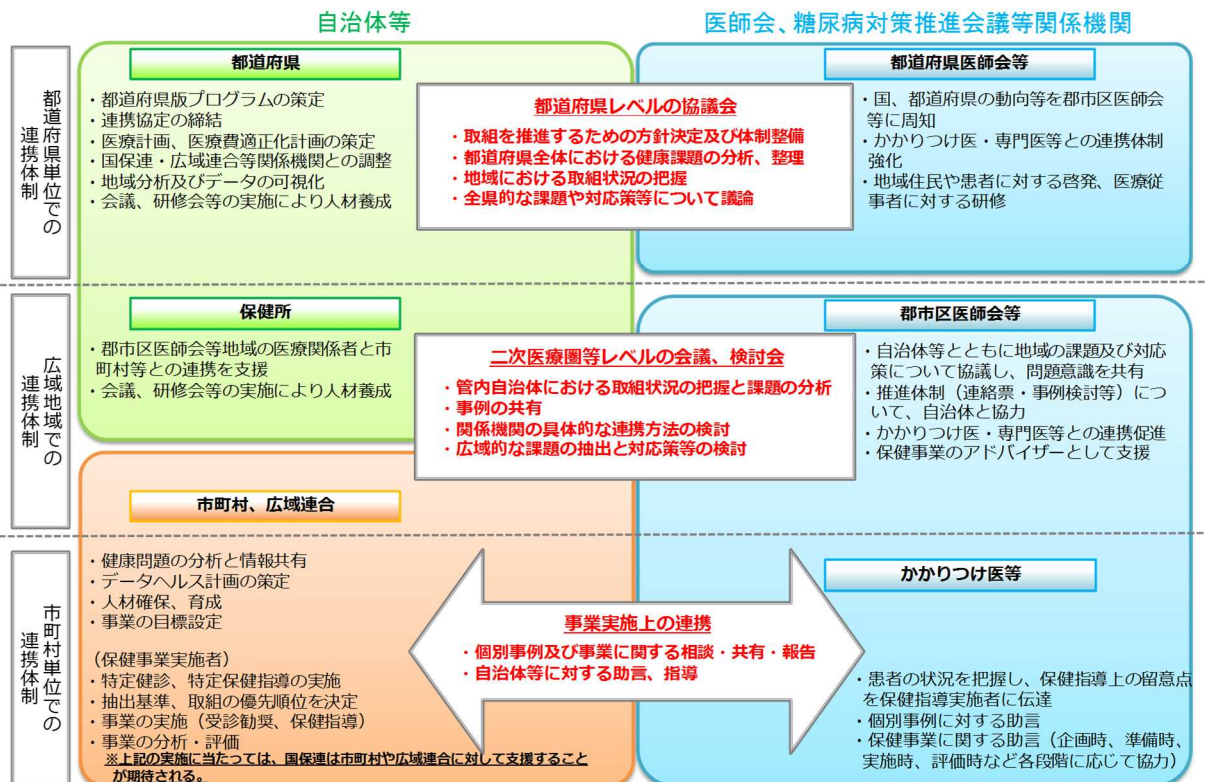 自治体等
医師会、糖尿病対策推進会議等関係機関
都道府県単位での
連携体制
都道府県
・都道府県版プログラムの策定
・連携協定の締結
・医療計画、医療費適正化計画の策定
・国保連・広域連合等関係機関との調整
・地域分析及びデータの可視化
・会議、研修会等の実施により人材養成
都道府県レベルの協議会
・取組を推進するための方針決定及び体制整備
・都道府県全体における健康課題の分析、整理
・地域における取組状況の把握
・全県的な課題や対応策等について議論
都道府県医師会等
・国、都道府県の動向等を郡市区医師会
等に周知
・かかりつけ医・専門医等との連携体制
強化
・地域住民や患者に対する啓発、医療従
事者に対する研修
広域地域での
連携体制
保健所
・郡市区医師会等地域の医療関係者と市
町村等との連携を支援
・会議、研修会等の実施により人材養成
二次医療圏等レベルの会議、検討会
・管内自治体における取組状況の把握と課題の分析
・事例の共有
・関係機関の具体的な連携方法の検討
・広域的な課題の抽出と対応策等の検討
郡市区医師会等
・自治体等とともに地域の課題及び対応
策について協議し、問題意識を共有
・推進体制（連絡票・事例検討等）につ
いて、自治体と協力
・かかりつけ医・専門医等との連携促進
・保健事業のアドバイザーとして支援
市町村、広域連合
市町村単位での
連携体制
・健康問題の分析と情報共有
・データヘルス計画の策定
・人材確保、育成
・事業の目標設定
（保健事業実施者）
・特定健診、特定保健指導の実施
・抽出基準、取組の優先順位を決定
・事業の実施（受診勧奨、保健指導）
・事業の分析・評価
※上記の実施に当たっては、国保連は市町村や広域連合に対して支援すること
が期待される。
事業実施上の連携
・個別事例及び事業に関する相談・共有・報告
・自治体等に対する助言、指導
かかりつけ医等
・患者の状況を把握し、保健指導上の留意点
を保健指導実施者に伝達
・個別事例に対する助言
・保健事業に関する助言（企画時、準備時、
実施時、評価時など各段階に応じて協力）